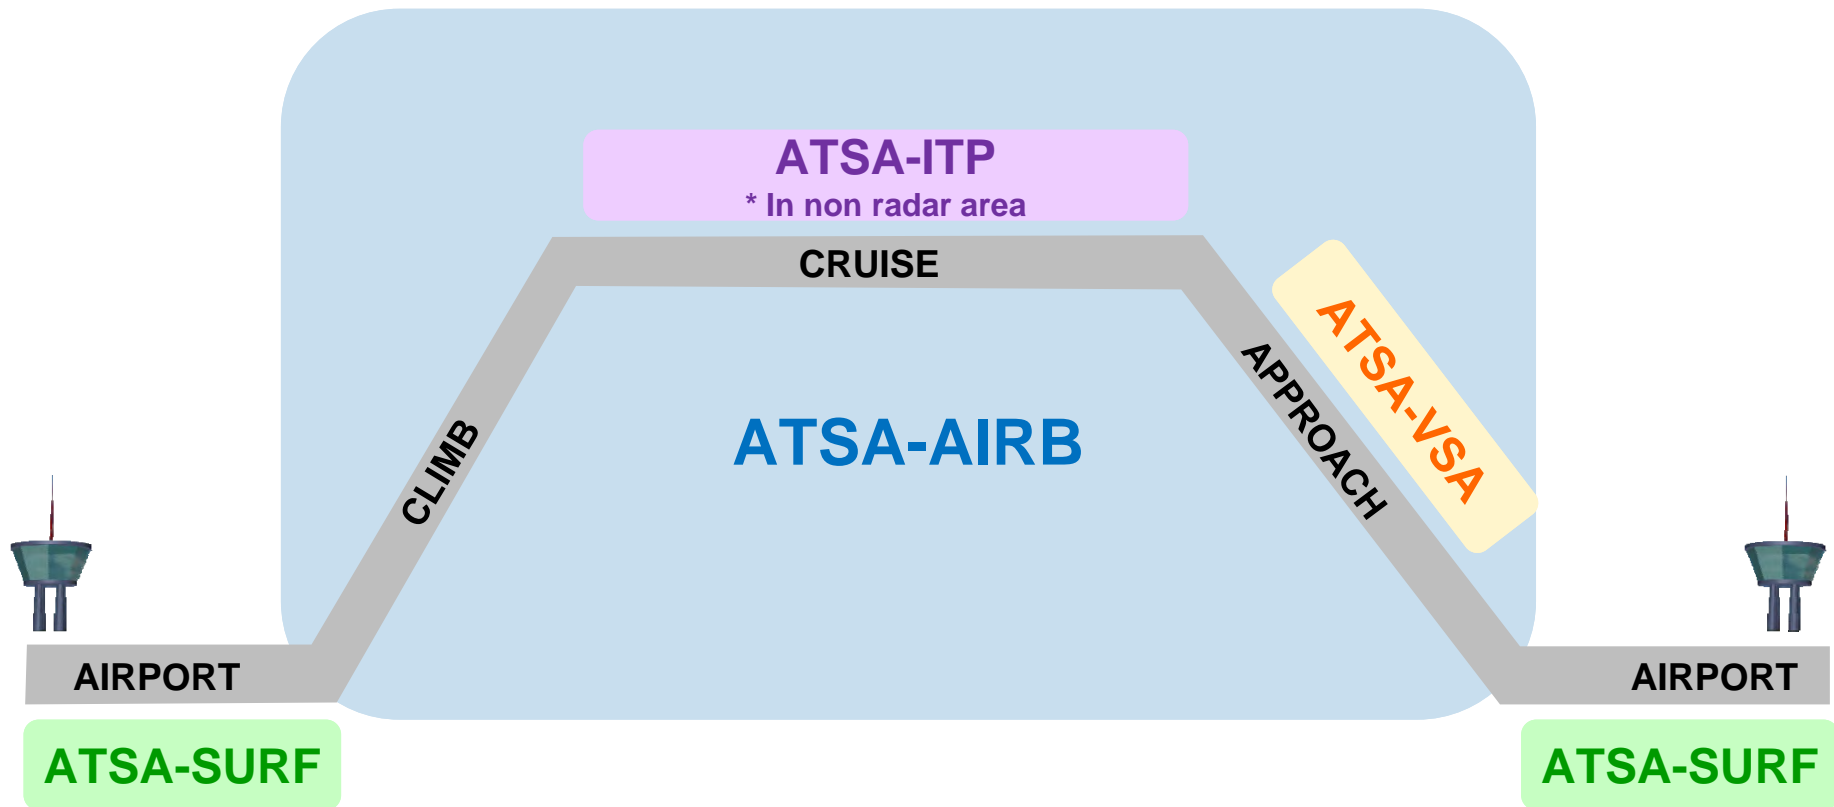 ATSA-ITP
* In non radar area
CRUISE
CLIMB
ATSA-AIRB
APPROACH
ATSA-VSA
AIRPORT
AIRPORT
ATSA-SURF
ATSA-SURF